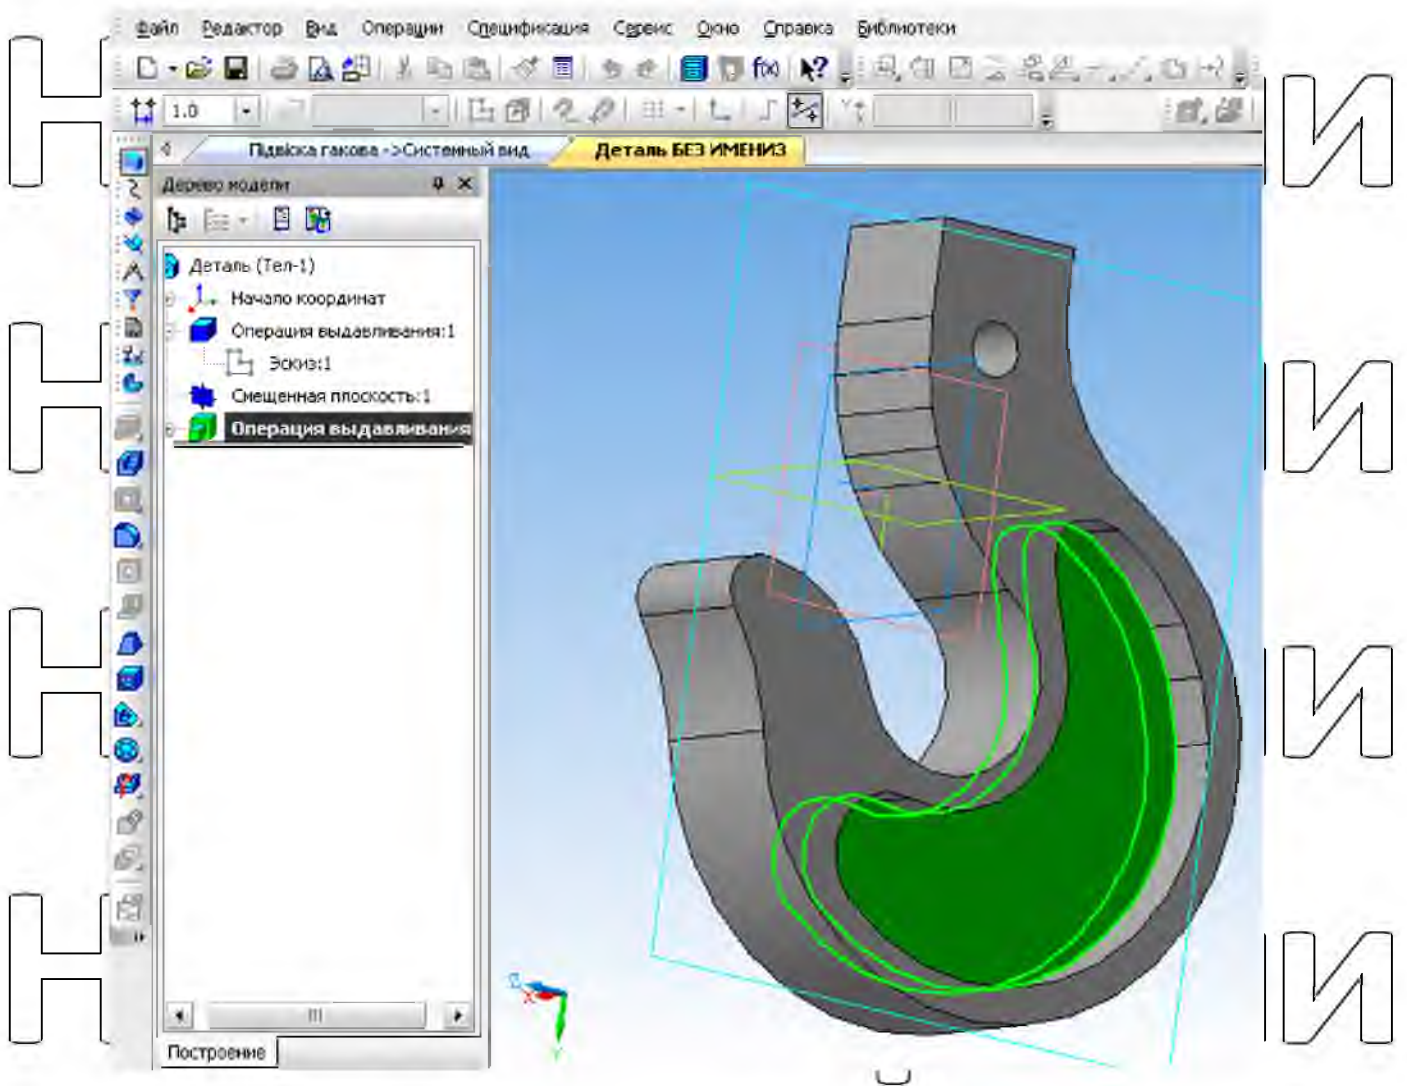 Файл Редактор Вид Операции Спецификация Сервис Окно Справка Библиотеки
f(x)
1.0
Підвіска гакова ->Системный вид
Деталь БЕЗ ИМЕНИ3
Дерево модели
Деталь (Тел-1)
Начало координат
Операция выдавливания:1
Эскиз:1
Смещенная плоскость:1
Операция выдавливания
Построение
Z
X
Y
Н И
Н И
Н И
Н И